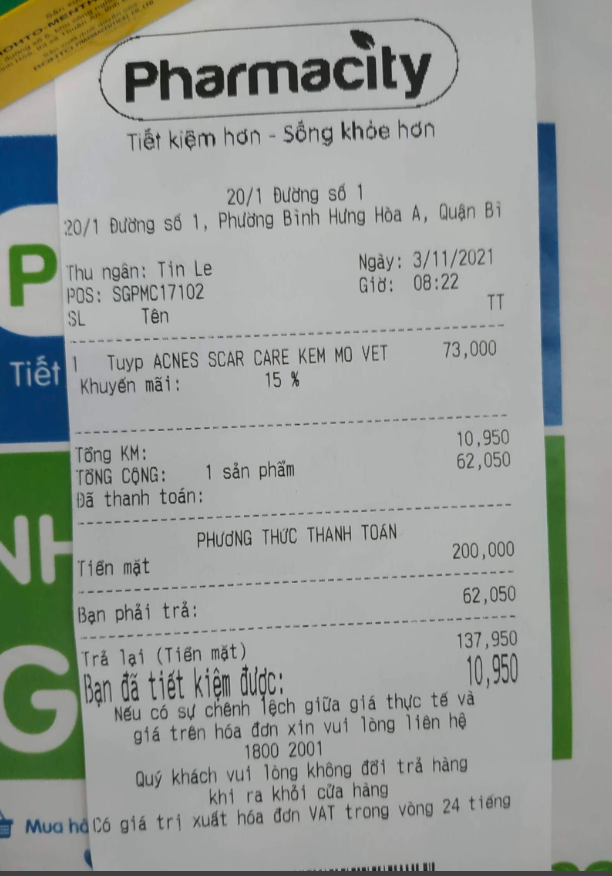 Pharmacity
Tiết kiệm hơn - Sống khỏe hơn
20/1 Đường số 1
20/1 Đường số 1, Phường Bình Hưng Hòa A, Quận Bì
Thu ngân: Tin Le
Ngày: 3/11/2021
POS: SGPMC17102
Giờ: 08:22
SL Tên TT
1 Tuyp ACNES SCAR CARE KEM MO VET 73,000
Khuyến mãi: 15 %
Tổng KM: 10,950
TỔNG CỘNG: 1 sản phẩm 62,050
Đã thanh toán:
PHƯƠNG THỨC THANH TOÁN
Tiền mặt 200,000
Bạn phải trả: 62,050
Trả lại (Tiền mặt) 137,950
Bạn đã tiết kiệm được: 10,950
Nếu có sự chênh lệch giữa giá thực tế và
giá trên hóa đơn xin vui lòng liên hệ
1800 2001
Quý khách vui lòng không đổi trả hàng
khi ra khỏi cửa hàng
Có giá trị xuất hóa đơn VAT trong vòng 24 tiếng
P
Tiết
NH
G
Mua hà